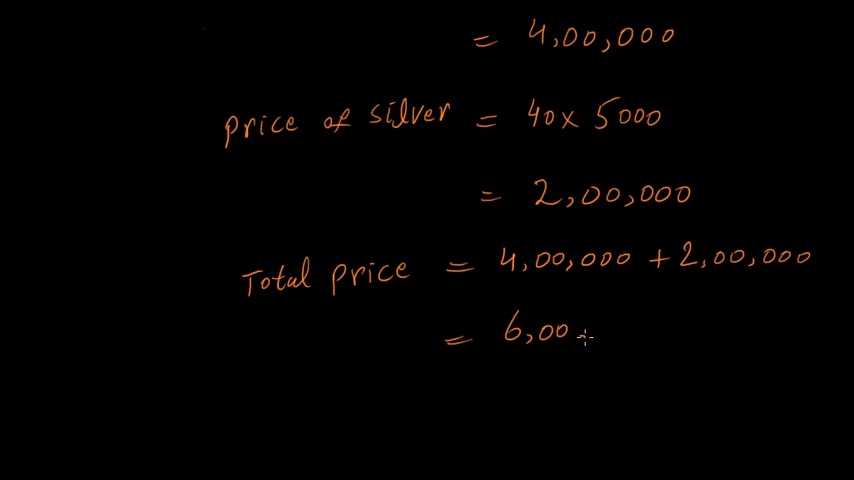 = 4,00,000
price of silver = 40 x 5000
= 2,00,000
Total price = 4,00,000 + 2,00,000
= 6,00